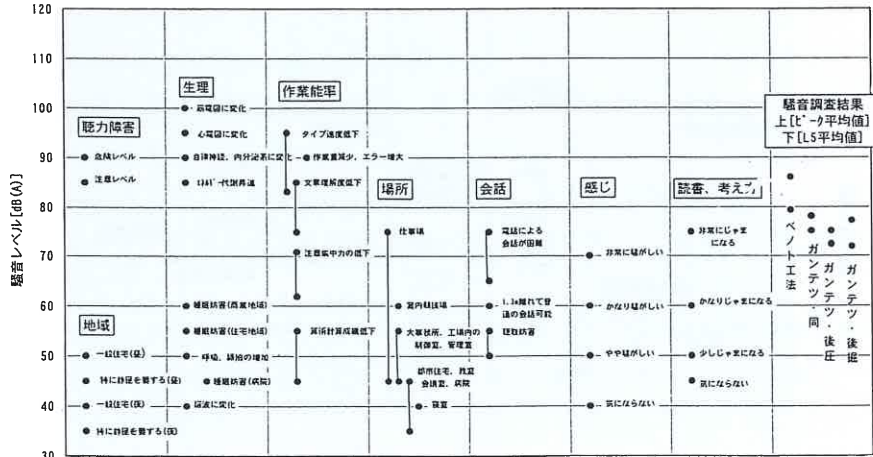 騒音レベル[dB(A)]
120
110
100
90
80
70
60
50
40
30
聴力障害
危険レベル
注意レベル
地域
一般住宅(昼)
特に静穏を要する(昼)
一般住宅(夜)
特に静穏を要する(夜)
生理
筋電図に変化
心電図に変化
自律神経、内分泌系に変化
エネルギー代謝昂進
睡眠妨害(商業地域)
睡眠妨害(住宅地域)
呼吸、脈拍の増加
睡眠妨害(病院)
脳波に変化
作業能率
タイプ速度低下
作業量減少、エラー増大
文章理解度低下
注意集中力の低下
算術計算成績低下
場所
仕事場
室内駐車場
大事務所、工場内の
制御室、管理室
都市住宅、教室
会議室、病院
寝室
会話
電話による
会話が困難
1.3m離れて普
通の会話可能
聴取妨害
感じ
非常に騒がしい
かなり騒がしい
やや騒がしい
気にならない
読書、考え方
非常にじゃま
になる
かなりじゃまになる
少しじゃまになる
気にならない
騒音調査結果
上[ピーク平均値]
下[L5平均値]
ベノト工法
ガンテツ・同
ガンテツ・後圧
ガンテツ・後掘